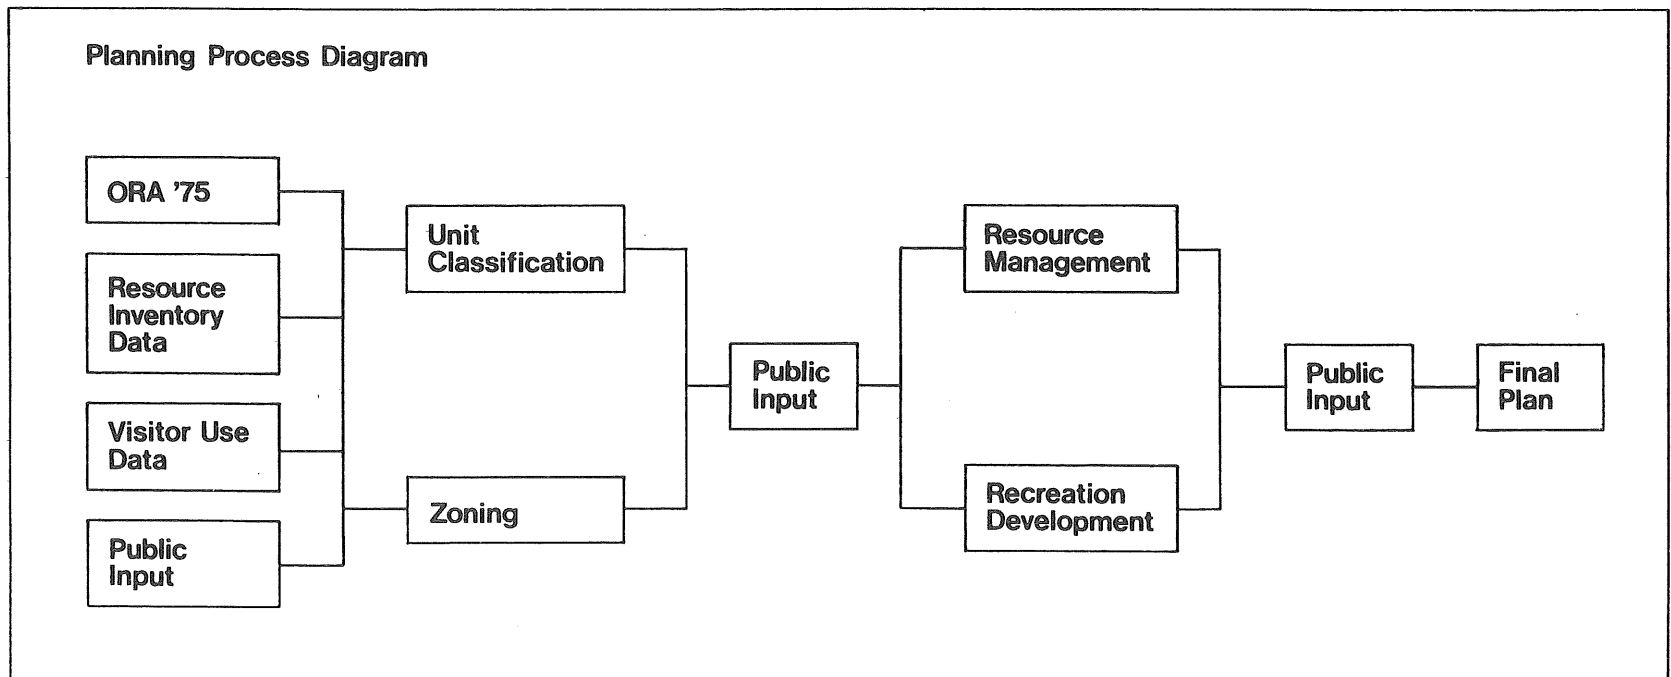 Planning Process Diagram
ORA '75
Resource
Inventory
Data
Visitor Use
Data
Public
Input
Unit
Classification
Zoning
Public
Input
Resource
Management
Recreation
Development
Public
Input
Final
Plan